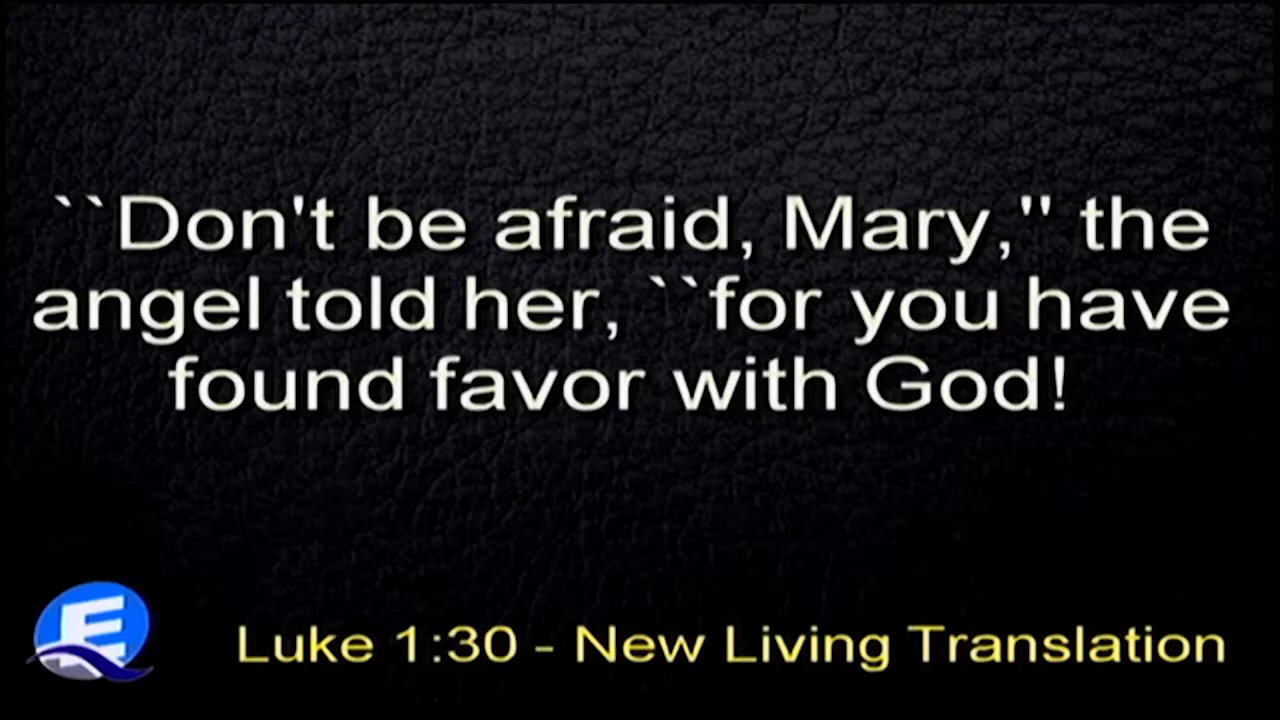 ``Don't be afraid, Mary,'' the
angel told her, ``for you have
found favor with God!
E
Luke 1:30 - New Living Translation